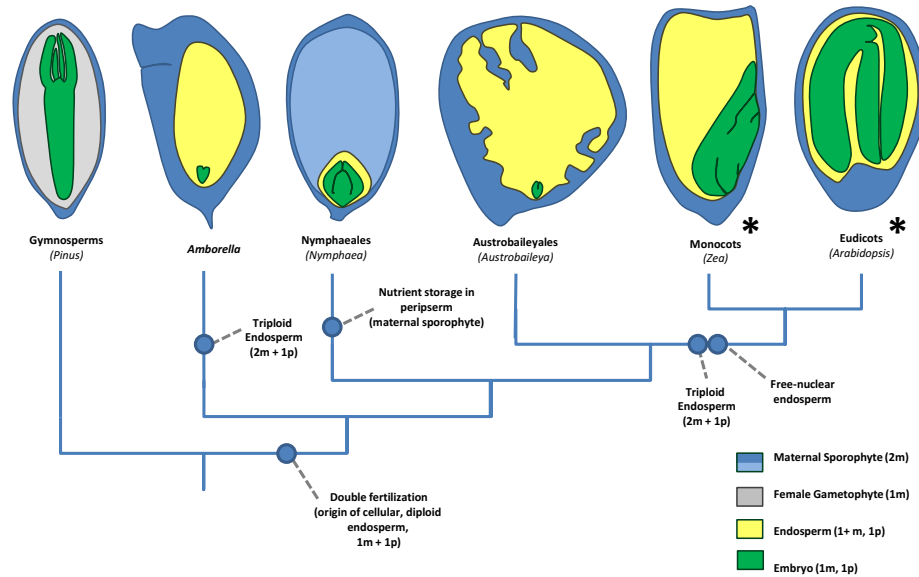 Gymnosperms
(Pinus)
Amborella
Nymphaeales
(Nymphaea)
Austrobaileyales
(Austrobaileya)
Monocots
(Zea)
*
Eudicots
(Arabidopsis)
*
Triploid
Endosperm
(2m + 1p)
Nutrient storage in
peripserm
(maternal sporophyte)
Triploid
Endosperm
(2m + 1p)
Free-nuclear
endosperm
Double fertilization
(origin of cellular, diploid
endosperm,
1m + 1p)
Maternal Sporophyte (2m)
Female Gametophyte (1m)
Endosperm (1+ m, 1p)
Embryo (1m, 1p)